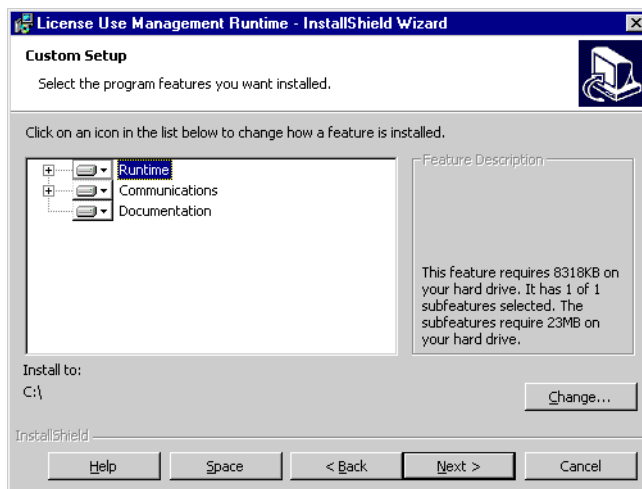 License Use Management Runtime - InstallShield Wizard
Custom Setup
Select the program features you want installed.
Click on an icon in the list below to change how a feature is installed.
Runtime
Communications
Documentation
Feature Description
This feature requires 8318KB on
your hard drive. It has 1 of 1
subfeatures selected. The
subfeatures require 23MB on
your hard drive.
Install to:
C:\
Change...
InstallShield
Help
Space
< Back
Next >
Cancel